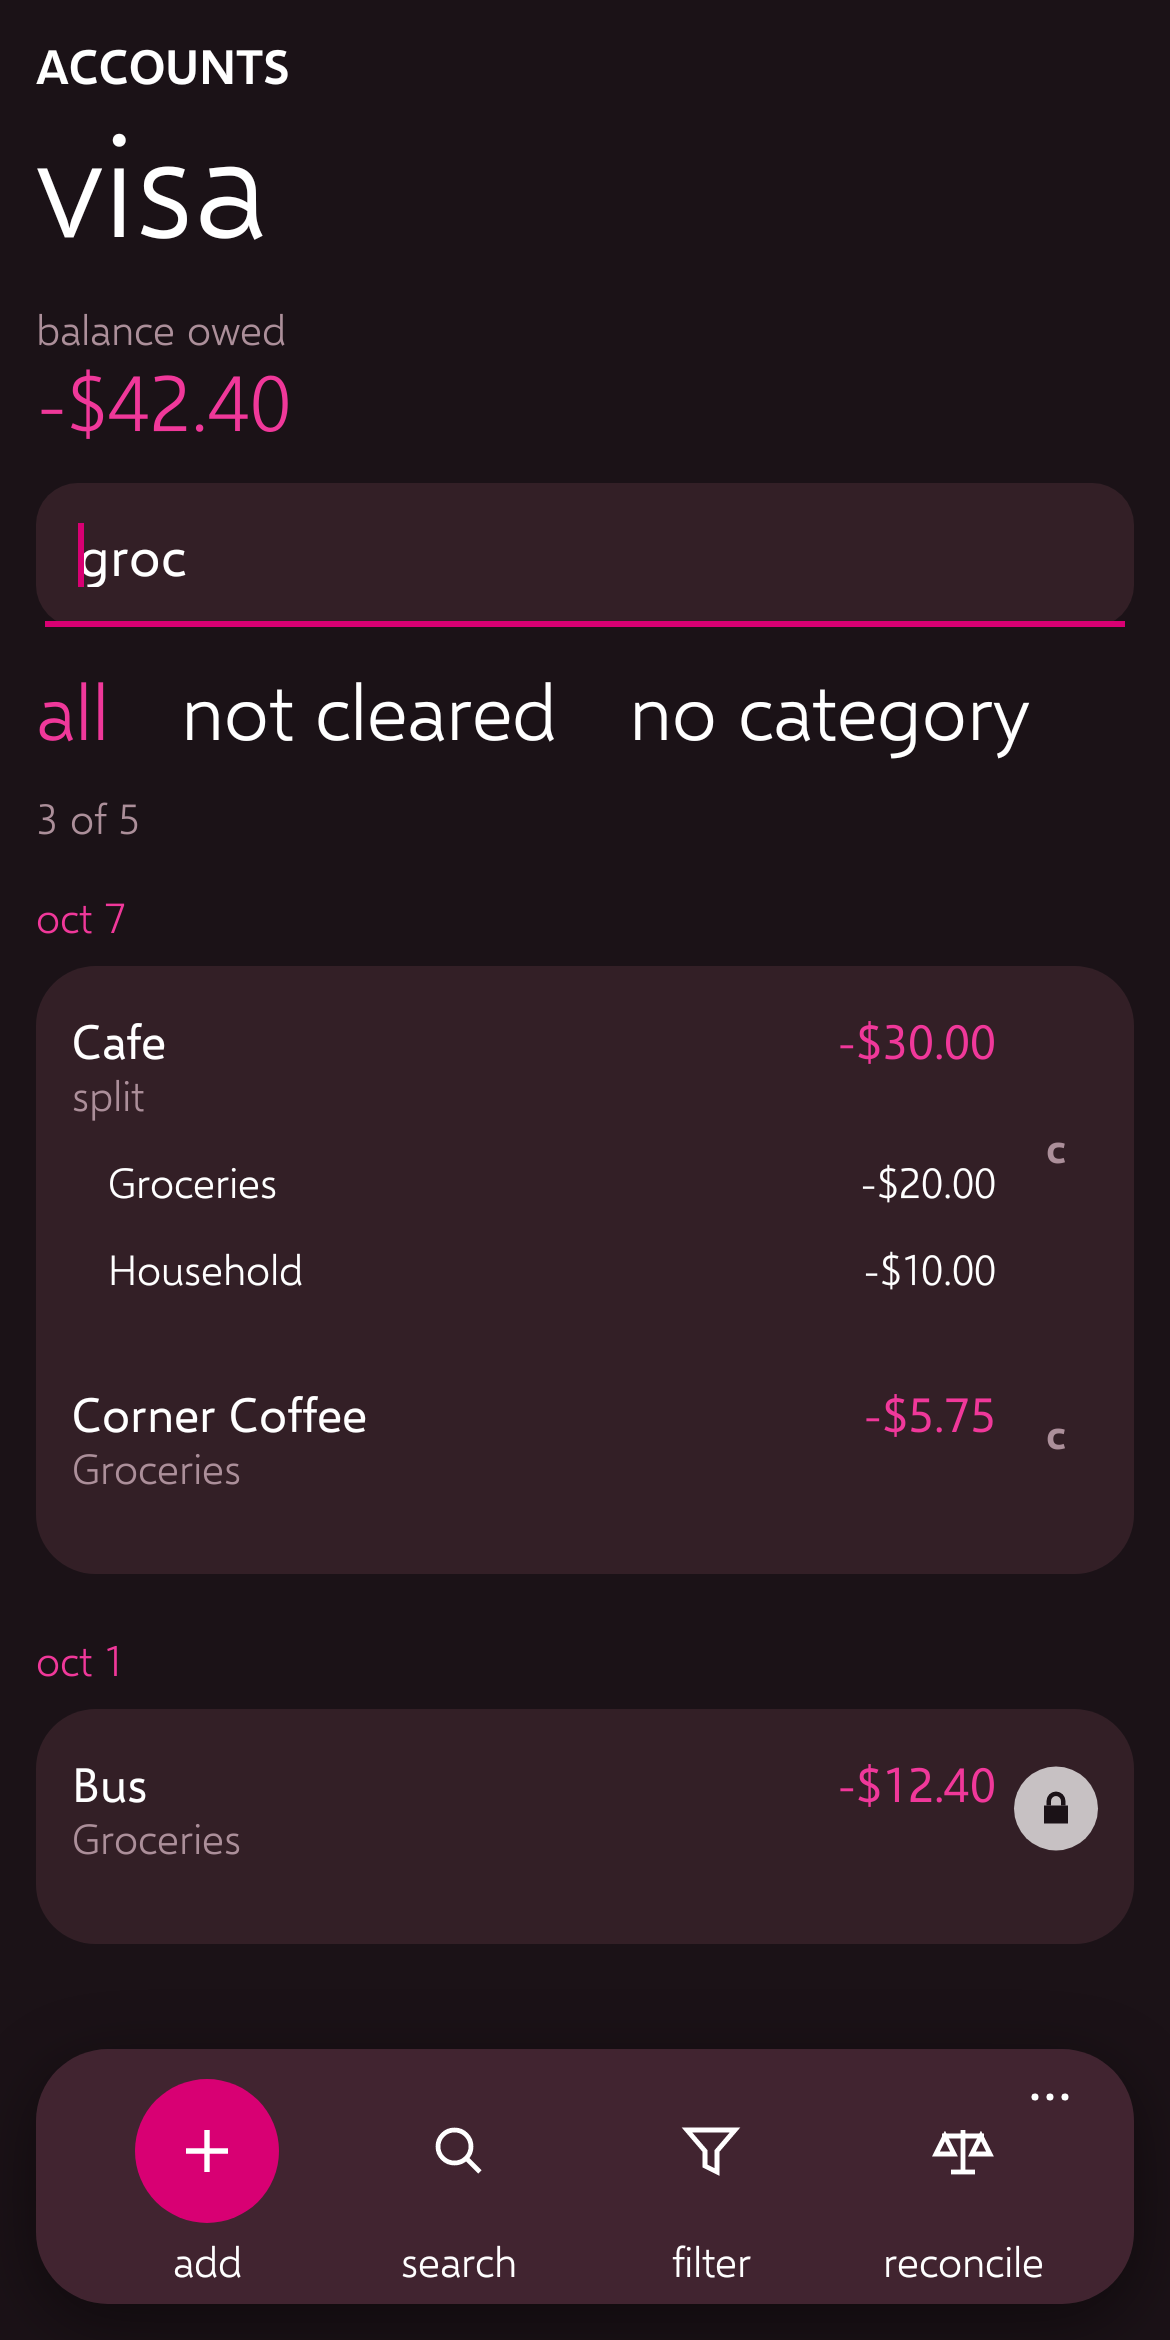 ACCOUNTS
visa
balance owed
-$42.40
groc
all not cleared no category
3 of 5
oct 7
Cafe -$30.00
split
c
Groceries -$20.00
Household -$10.00
Corner Coffee -$5.75
c
Groceries
oct 1
Bus -$12.40
Groceries
add search filter reconcile